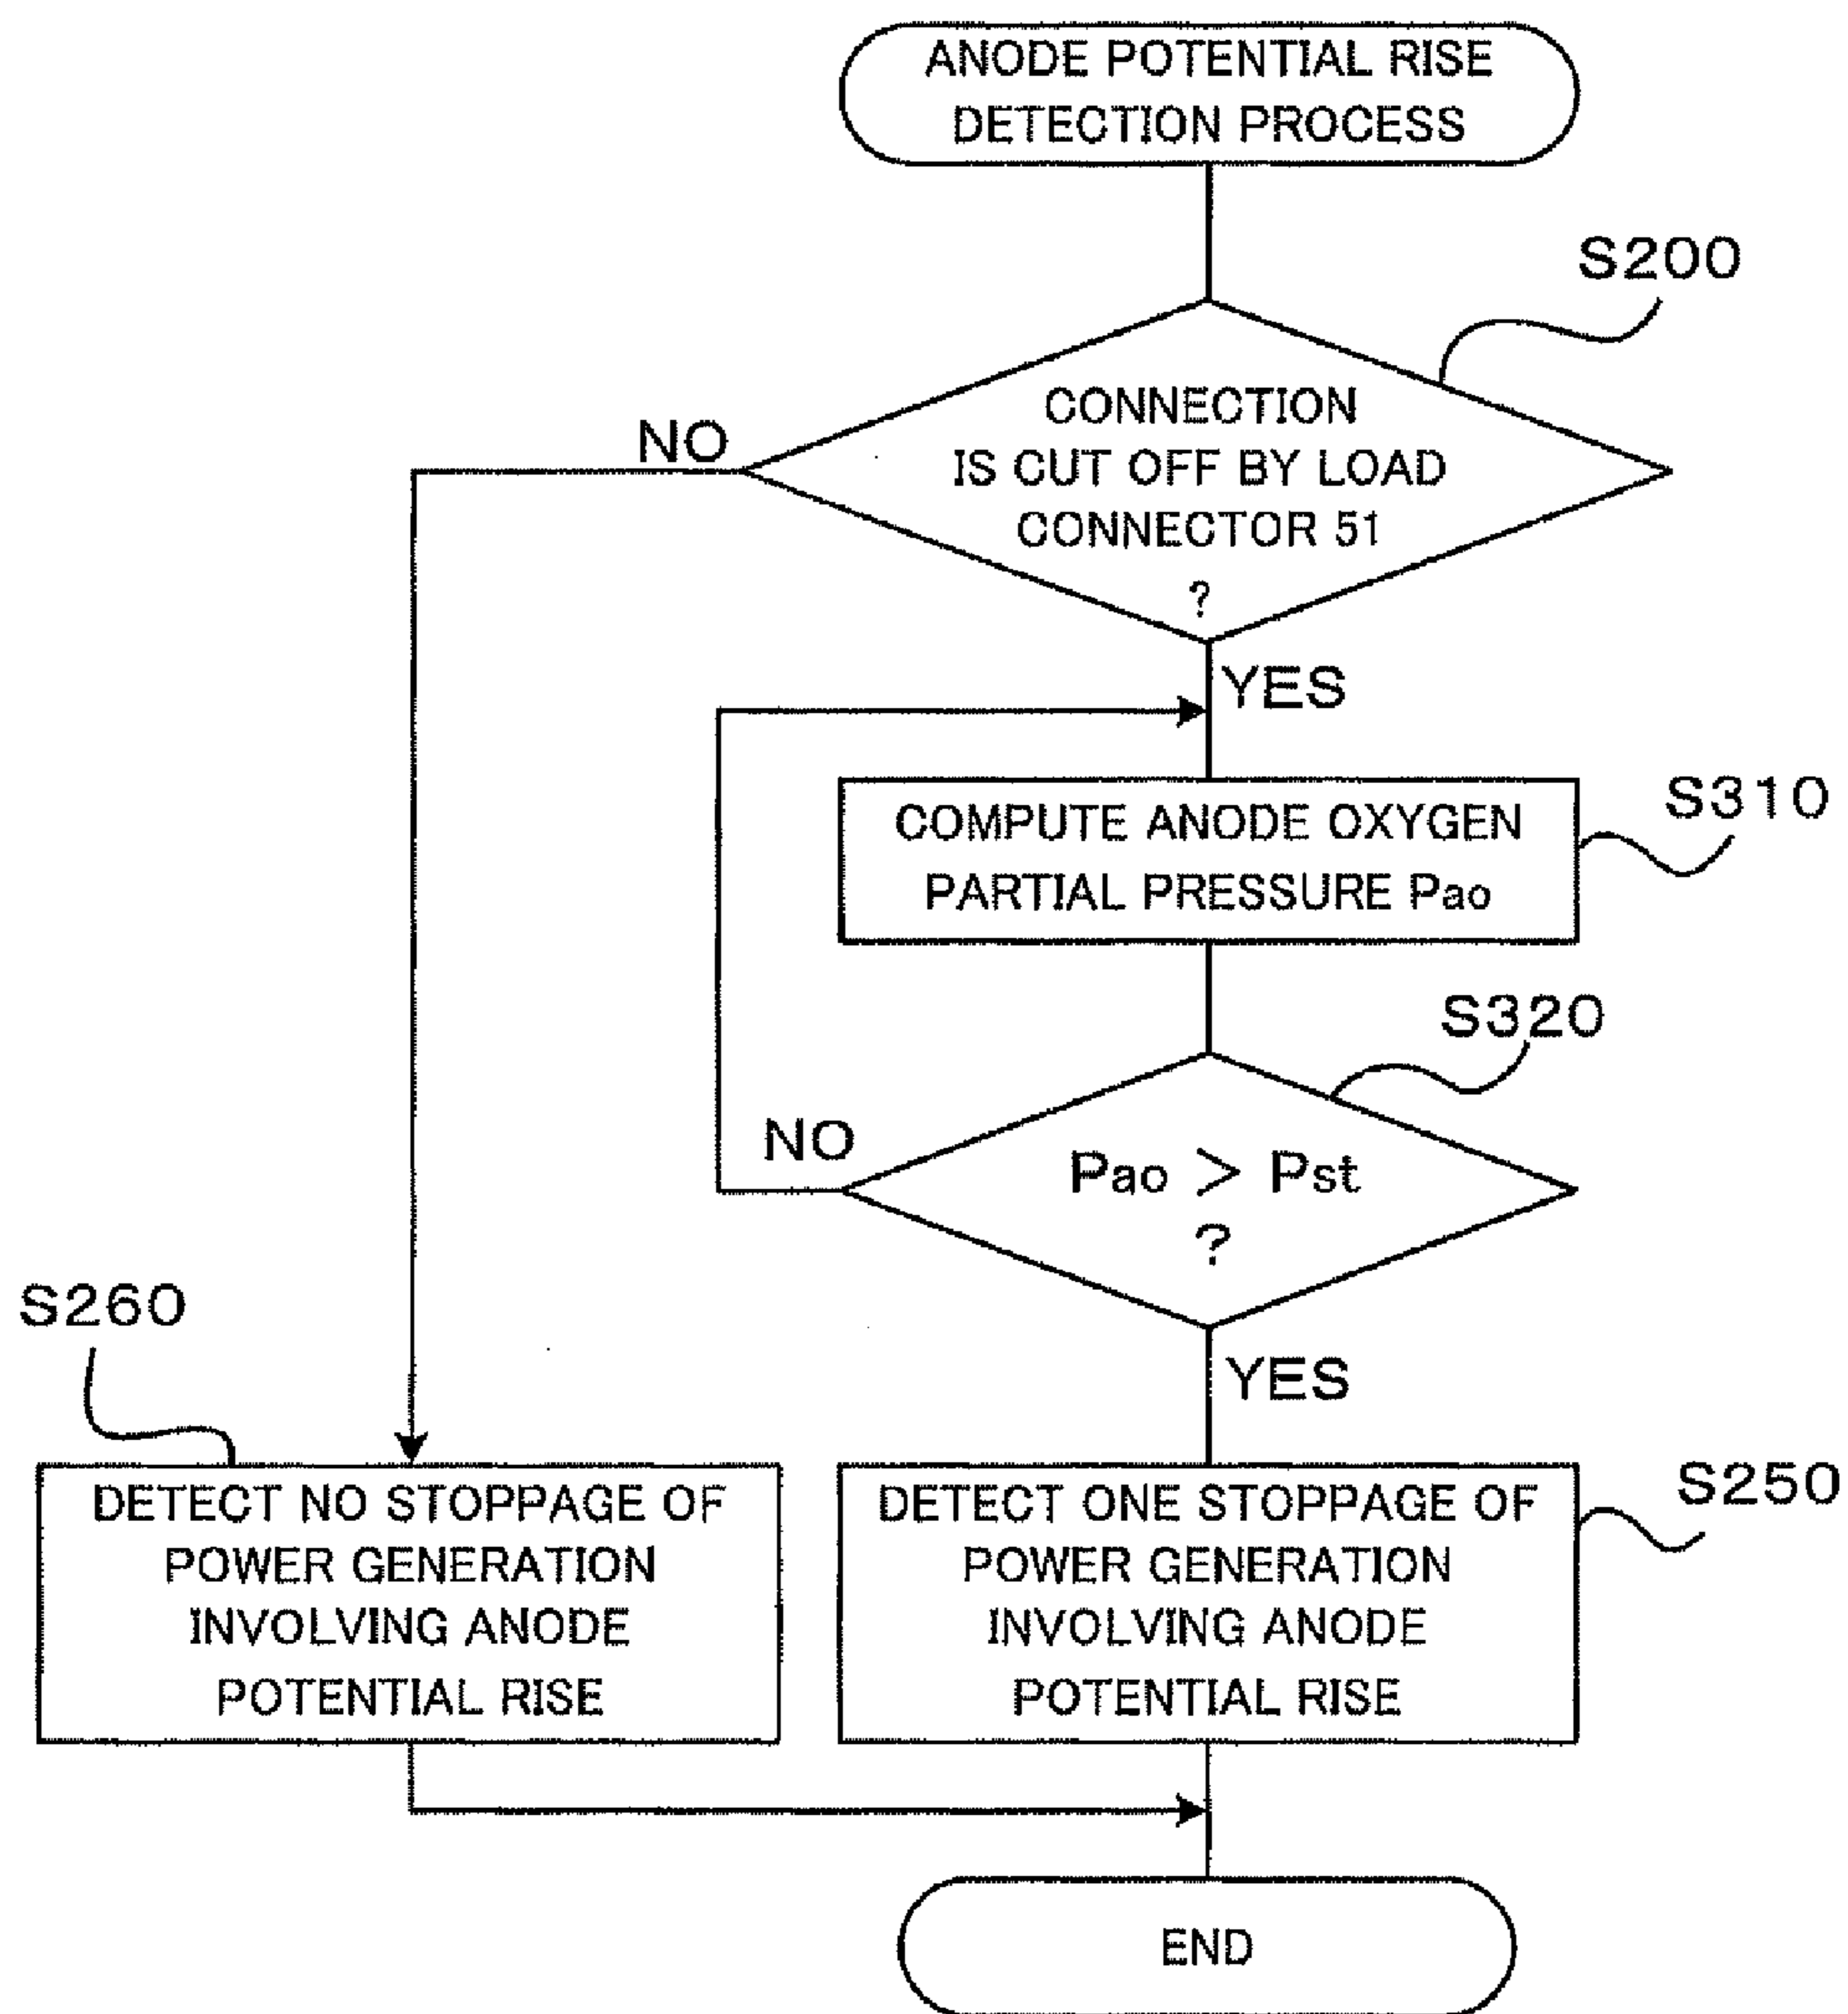 ANODE POTENTIAL RISE
DETECTION PROCESS
S200
CONNECTION
IS CUT OFF BY LOAD
CONNECTOR 51
?
NO
YES
S310
COMPUTE ANODE OXYGEN
PARTIAL PRESSURE Pao
S320
Pao > Pst
?
NO
YES
S260
DETECT NO STOPPAGE OF
POWER GENERATION
INVOLVING ANODE
POTENTIAL RISE
S250
DETECT ONE STOPPAGE OF
POWER GENERATION
INVOLVING ANODE
POTENTIAL RISE
END